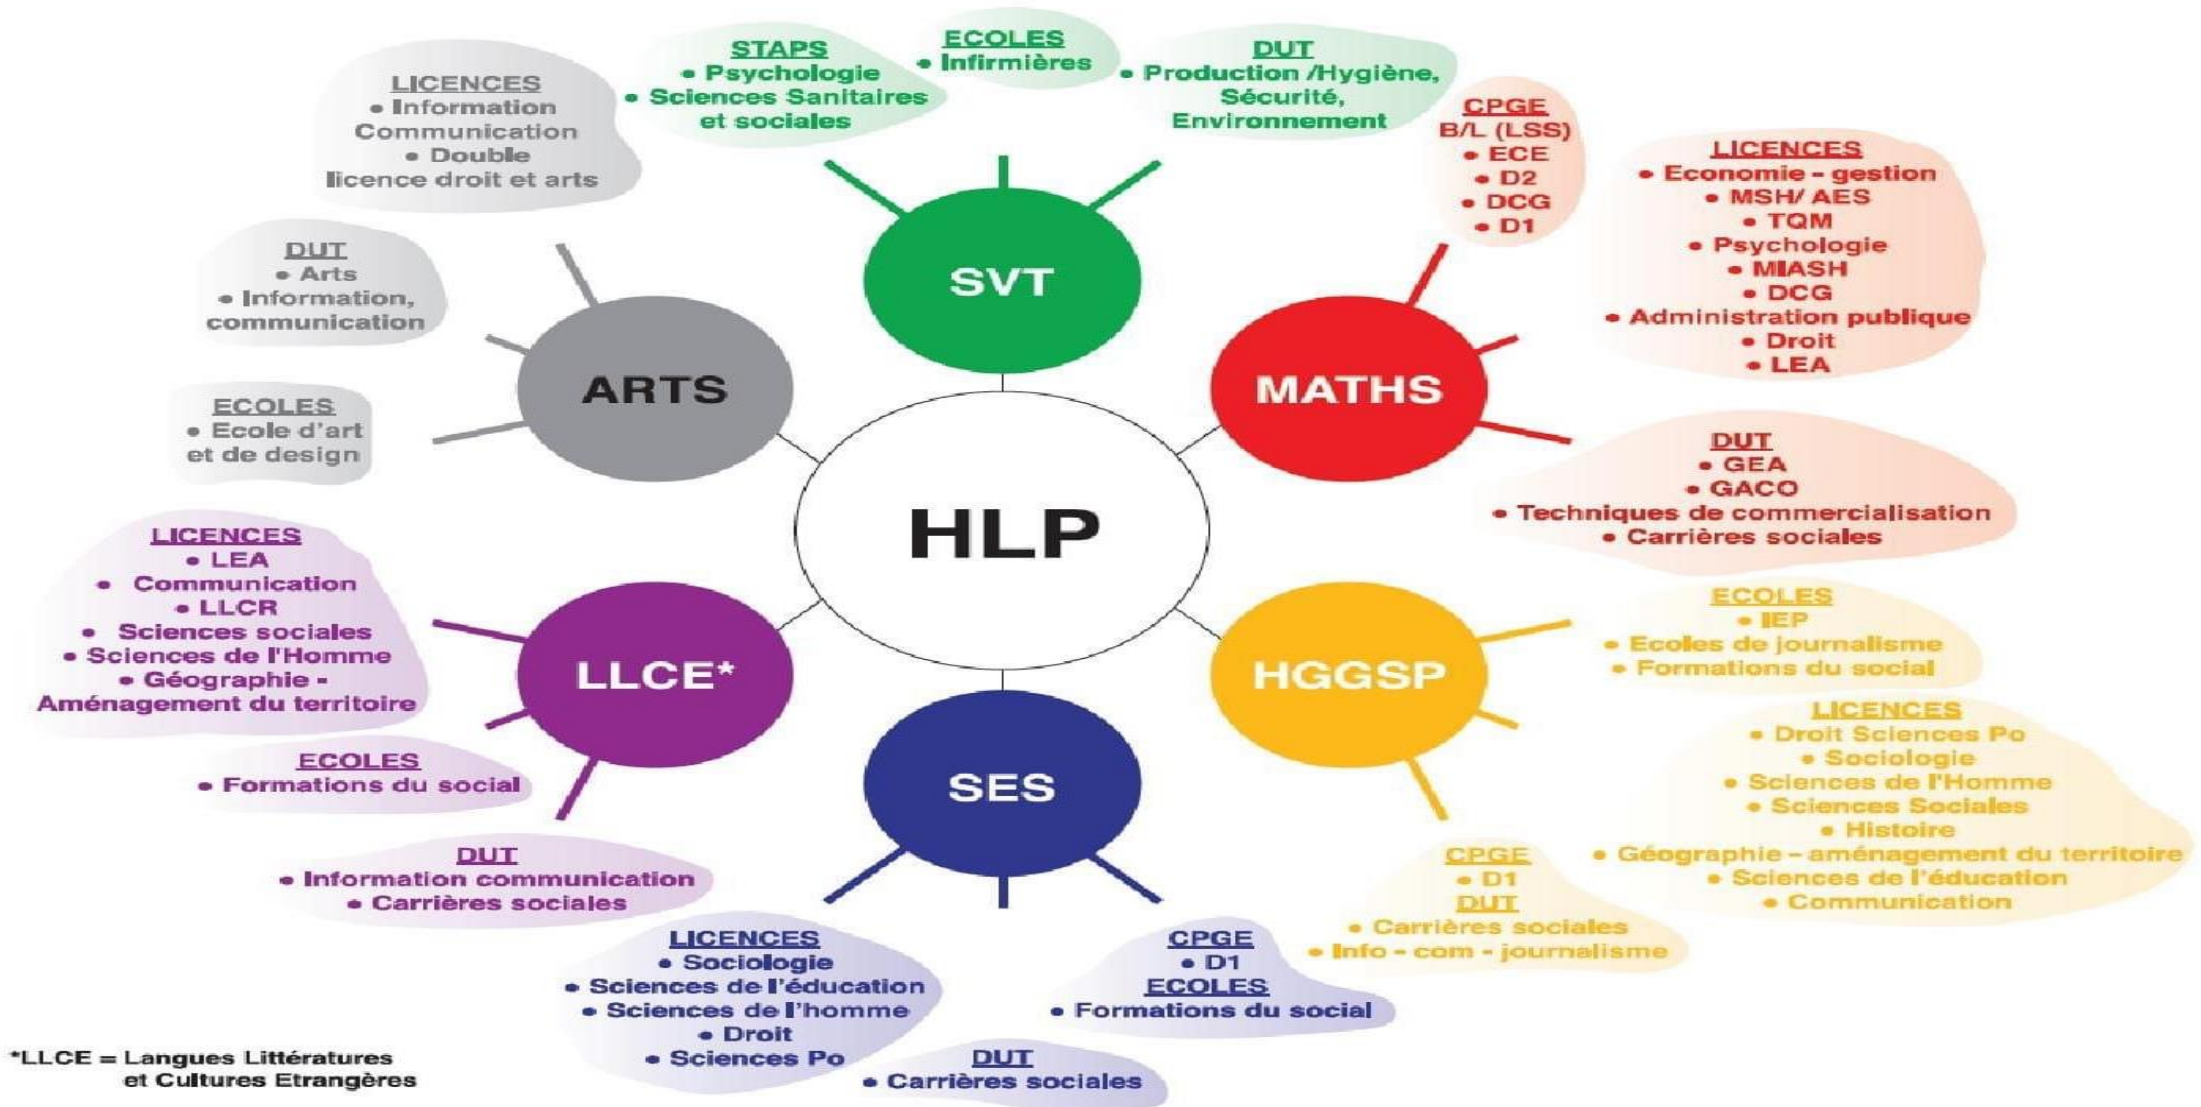 LICENCES
• Information
Communication
• Double
licence droit et arts
STAPS
• Psychologie
• Sciences Sanitaires
et sociales
ECOLES
• Infirmières
DUT
• Production /Hygiène,
Sécurité,
Environnement
CPGE
B/L (LSS)
• ECE
• D2
• DCG
• D1
LICENCES
• Economie - gestion
• MSH/ AES
• TQM
• Psychologie
• MIASH
• DCG
• Administration publique
• Droit
• LEA
DUT
• Arts
• Information,
communication
ECOLES
• Ecole d'art
et de design
SVT
ARTS
MATHS
HLP
DUT
• GEA
• GACO
• Techniques de commercialisation
• Carrières sociales
LICENCES
• LEA
• Communication
• LLCR
• Sciences sociales
• Sciences de l'Homme
• Géographie -
Aménagement du territoire
LLCE*
HGGSP
SES
ECOLES
• IEP
• Ecoles de journalisme
• Formations du social
LICENCES
• Droit Sciences Po
• Sociologie
• Sciences de l'Homme
• Sciences Sociales
• Histoire
• Géographie - aménagement du territoire
• Sciences de l'éducation
• Communication
ECOLES
• Formations du social
DUT
• Information communication
• Carrières sociales
LICENCES
• Sociologie
• Sciences de l'éducation
• Sciences de l'homme
• Droit
• Sciences Po
DUT
• Carrières sociales
CPGE
• D1
ECOLES
• Formations du social
CPGE
• D1
DUT
• Carrières sociales
• Info - com - journalisme
*LLCE = Langues Littératures
et Cultures Etrangères